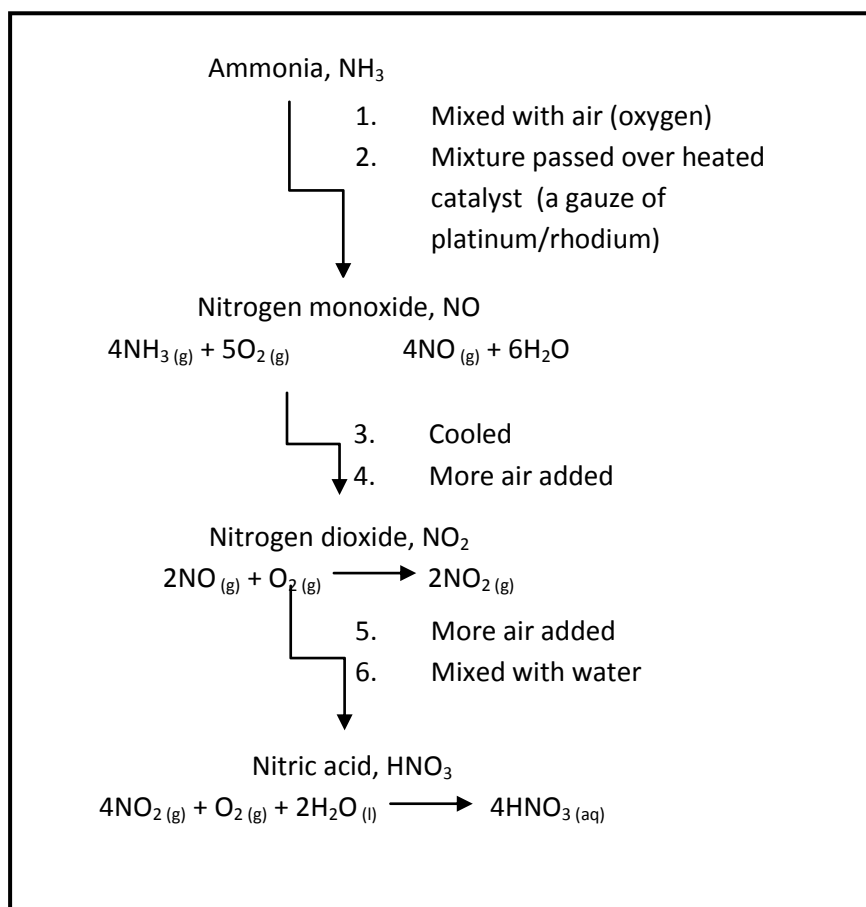 Ammonia, NH₃
1. Mixed with air (oxygen)
2. Mixture passed over heated
catalyst (a gauze of
platinum/rhodium)
Nitrogen monoxide, NO
4NH₃ (g) + 5O₂ (g) 4NO (g) + 6H₂O
3. Cooled
4. More air added
Nitrogen dioxide, NO₂
2NO (g) + O₂ (g) → 2NO₂ (g)
5. More air added
6. Mixed with water
Nitric acid, HNO₃
4NO₂ (g) + O₂ (g) + 2H₂O (l) → 4HNO₃ (aq)